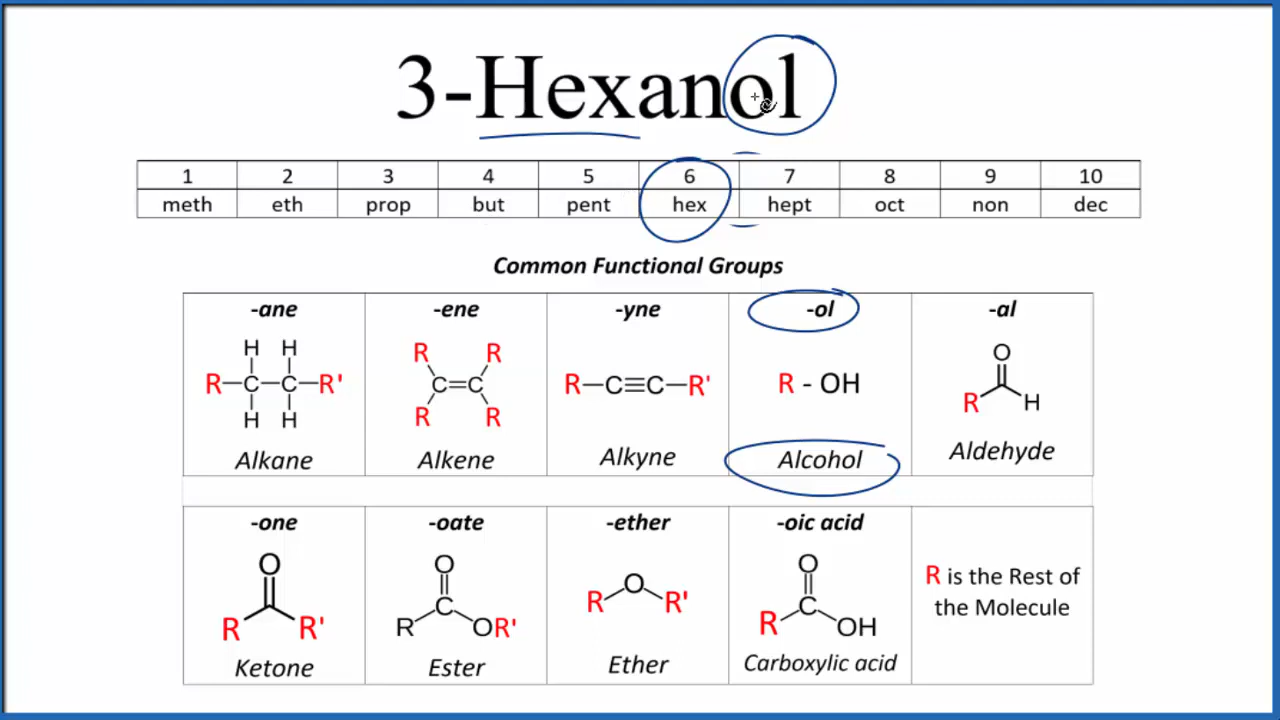 3-Hexanol
1 2 3 4 5 6 7 8 9 10
meth eth prop but pent hex hept oct non dec
Common Functional Groups
-ane -ene -yne -ol -al
H H R R O
R-C-C-R' C=C R-C≡C-R' R - OH
H H R R R H
Alkane Alkene Alkyne Alcohol Aldehyde
-one -oate -ether -oic acid
O O O O R is the Rest of
R R' R C OR' R R' R C OH the Molecule
Ketone Ester Ether Carboxylic acid